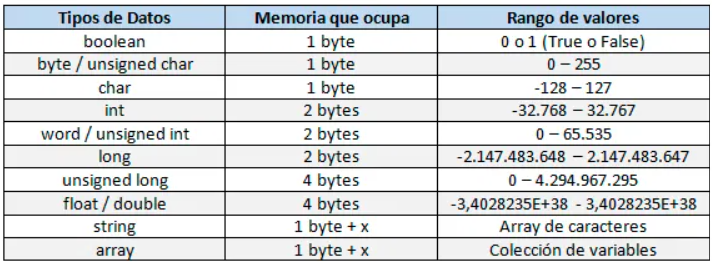 Tipos de Datos Memoria que ocupa Rango de valores
boolean 1 byte 0 o 1 (True o False)
byte / unsigned char 1 byte 0 – 255
char 1 byte -128 – 127
int 2 bytes -32.768 – 32.767
word / unsigned int 2 bytes 0 – 65.535
long 2 bytes -2.147.483.648 – 2.147.483.647
unsigned long 4 bytes 0 – 4.294.967.295
float / double 4 bytes -3,4028235E+38 - 3,4028235E+38
string 1 byte + x Array de caracteres
array 1 byte + x Colección de variables